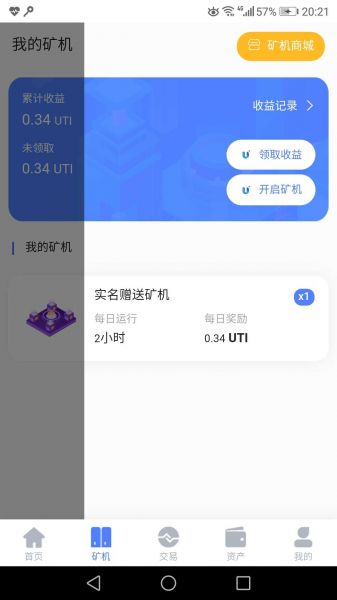 57% 20:21
我的矿机
矿机商城
累计收益
收益记录
0.34 UTI
未领取
0.34 UTI
领取收益
开启矿机
我的矿机
实名赠送矿机
x1
每日运行
每日奖励
2小时
0.34 UTI
首页
矿机
交易
资产
我的